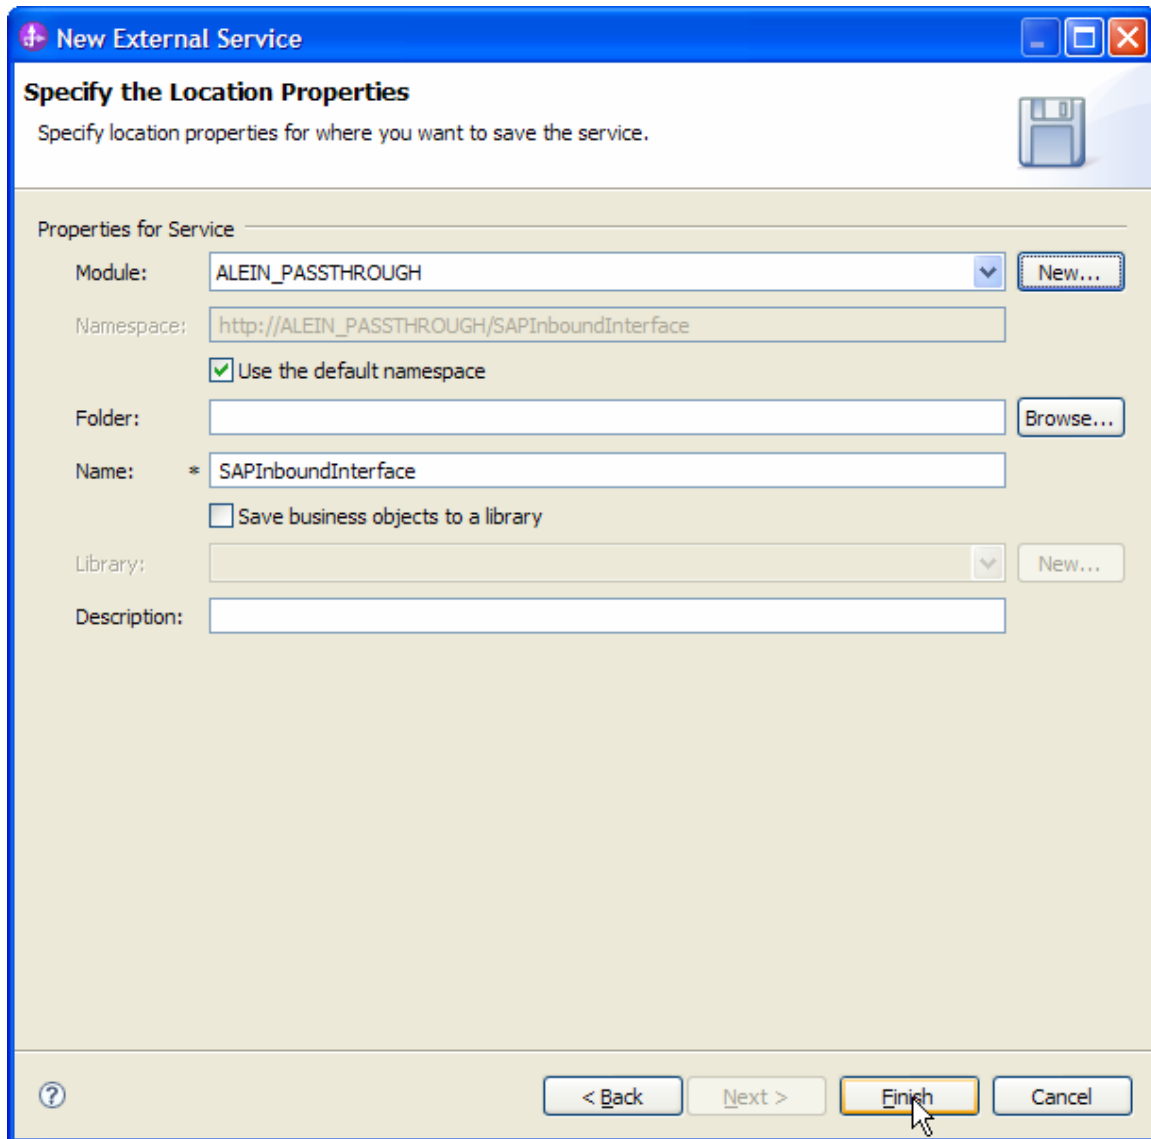 New External Service
Specify the Location Properties
Specify location properties for where you want to save the service.
Properties for Service
Module: ALEIN_PASSTHROUGH New...
Namespace: http://ALEIN_PASSTHROUGH/SAPInboundInterface
Use the default namespace
Folder: Browse...
Name: * SAPInboundInterface
Save business objects to a library
Library: New...
Description:
? < Back Next > Finish Cancel